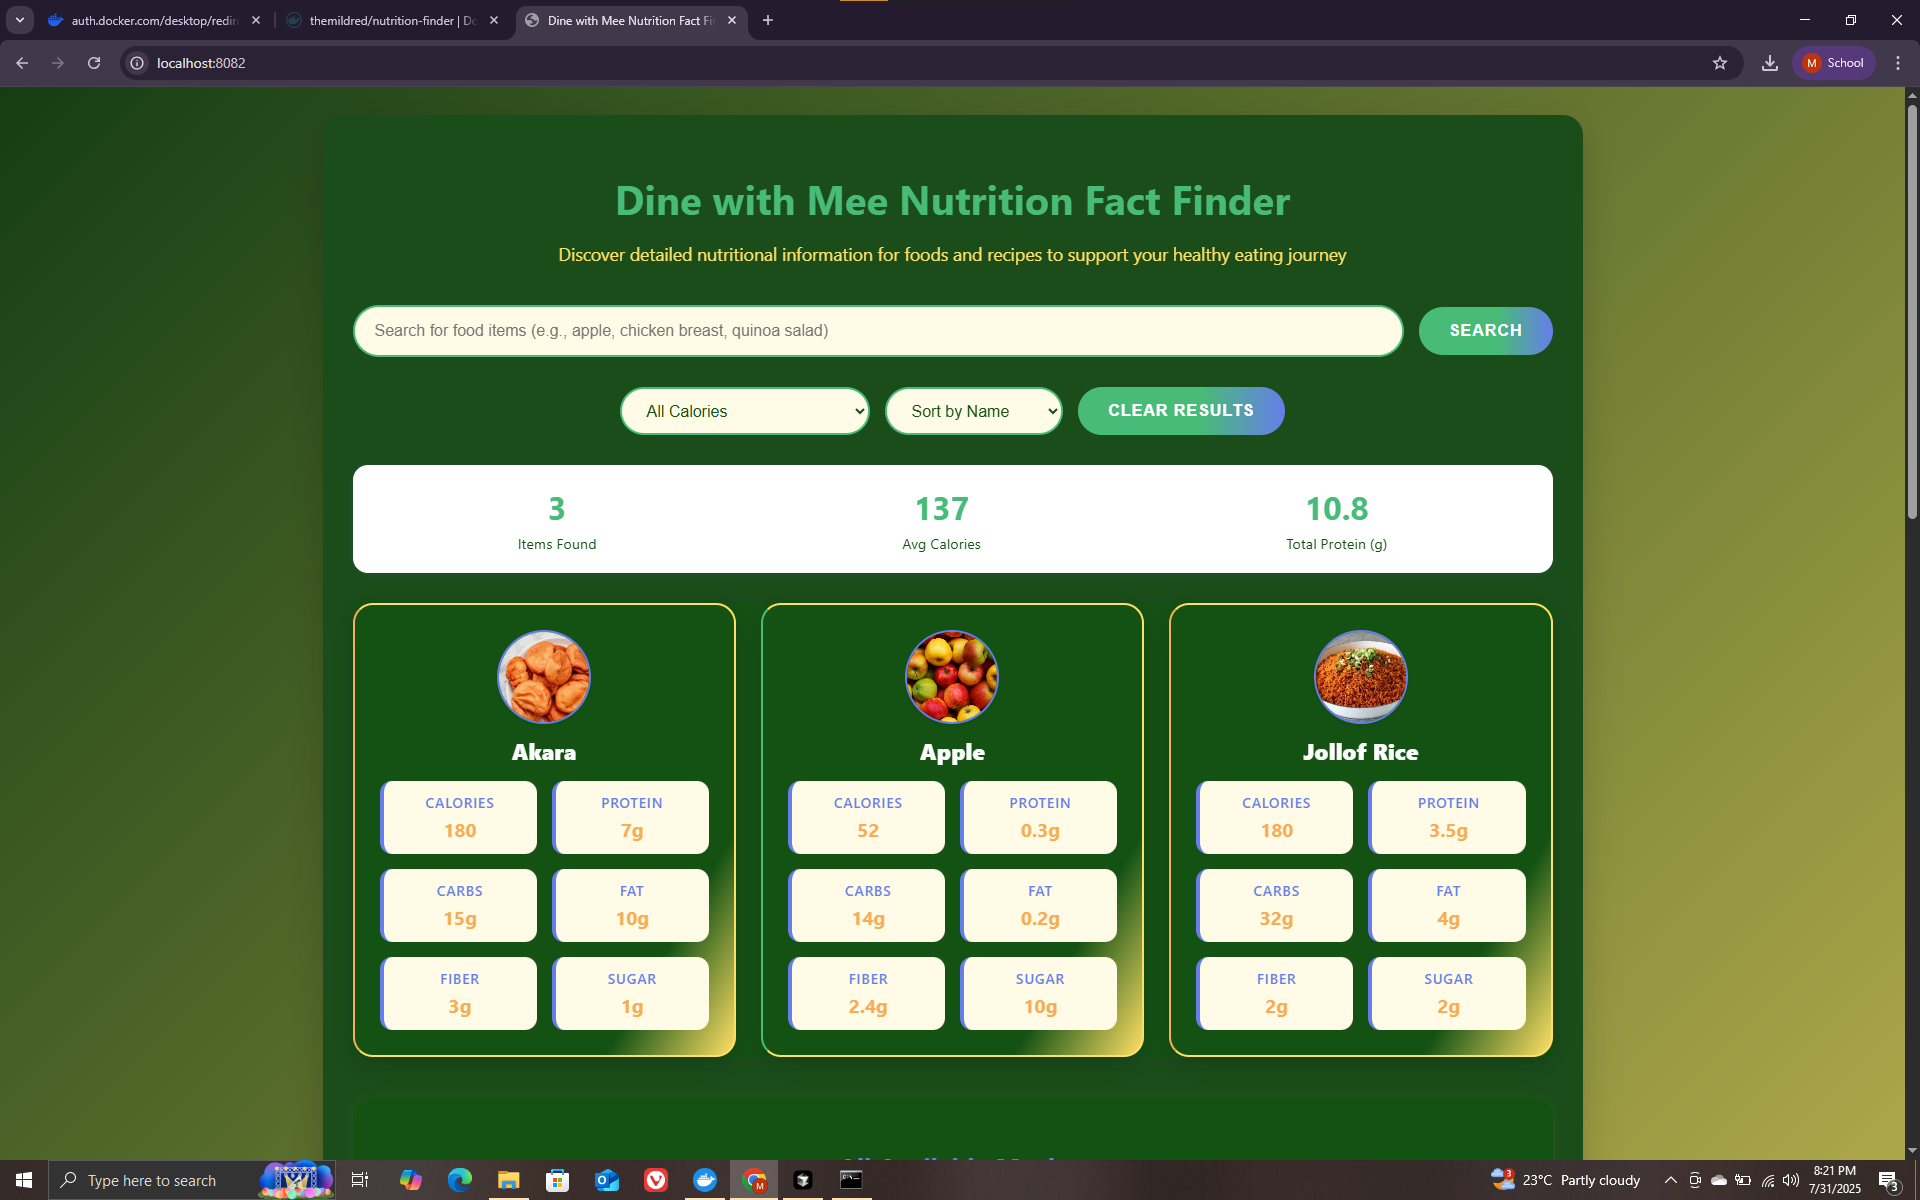 auth.docker.com/desktop/redire
themildred/nutrition-finder | Do
Dine with Mee Nutrition Fact Fi
localhost:8082
M School
Dine with Mee Nutrition Fact Finder
Discover detailed nutritional information for foods and recipes to support your healthy eating journey
Search for food items (e.g., apple, chicken breast, quinoa salad)
SEARCH
All Calories
Sort by Name
CLEAR RESULTS
3
Items Found
137
Avg Calories
10.8
Total Protein (g)
Akara
CALORIES
180
PROTEIN
7g
CARBS
15g
FAT
10g
FIBER
3g
SUGAR
1g
Apple
CALORIES
52
PROTEIN
0.3g
CARBS
14g
FAT
0.2g
FIBER
2.4g
SUGAR
10g
Jollof Rice
CALORIES
180
PROTEIN
3.5g
CARBS
32g
FAT
4g
FIBER
2g
SUGAR
2g
Type here to search
M
3
23°C Partly cloudy
8:21 PM
7/31/2025
3